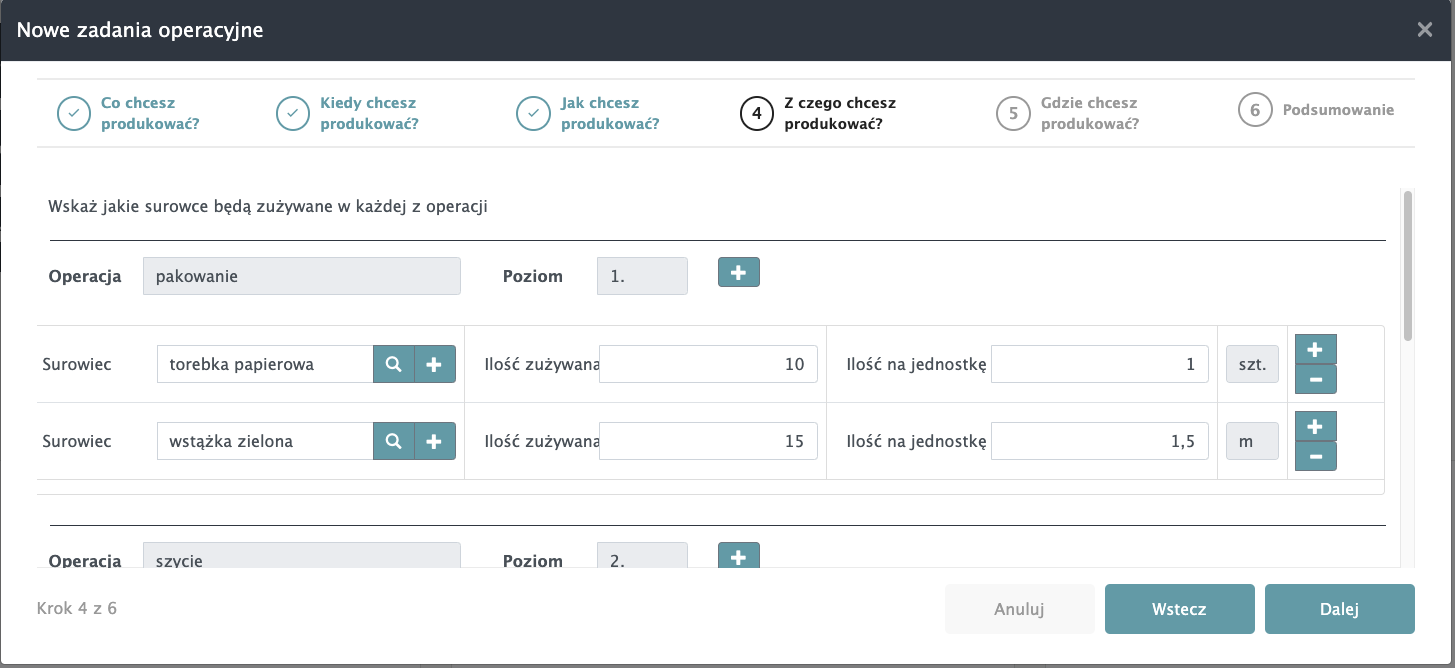 Nowe zadania operacyjne
Co chcesz
produkować?
Kiedy chcesz
produkować?
Jak chcesz
produkować?
4
Z czego chcesz
produkować?
5
Gdzie chcesz
produkować?
6
Podsumowanie
Wskaż jakie surowce będą zużywane w każdej z operacji
Operacja pakowanie Poziom 1.
Surowiec torebka papierowa Ilość zużywana 10 Ilość na jednostkę 1 szt.
Surowiec wstążka zielona Ilość zużywana 15 Ilość na jednostkę 1,5 m
Operacja szycie Poziom 2.
Krok 4 z 6
Anuluj Wstecz Dalej